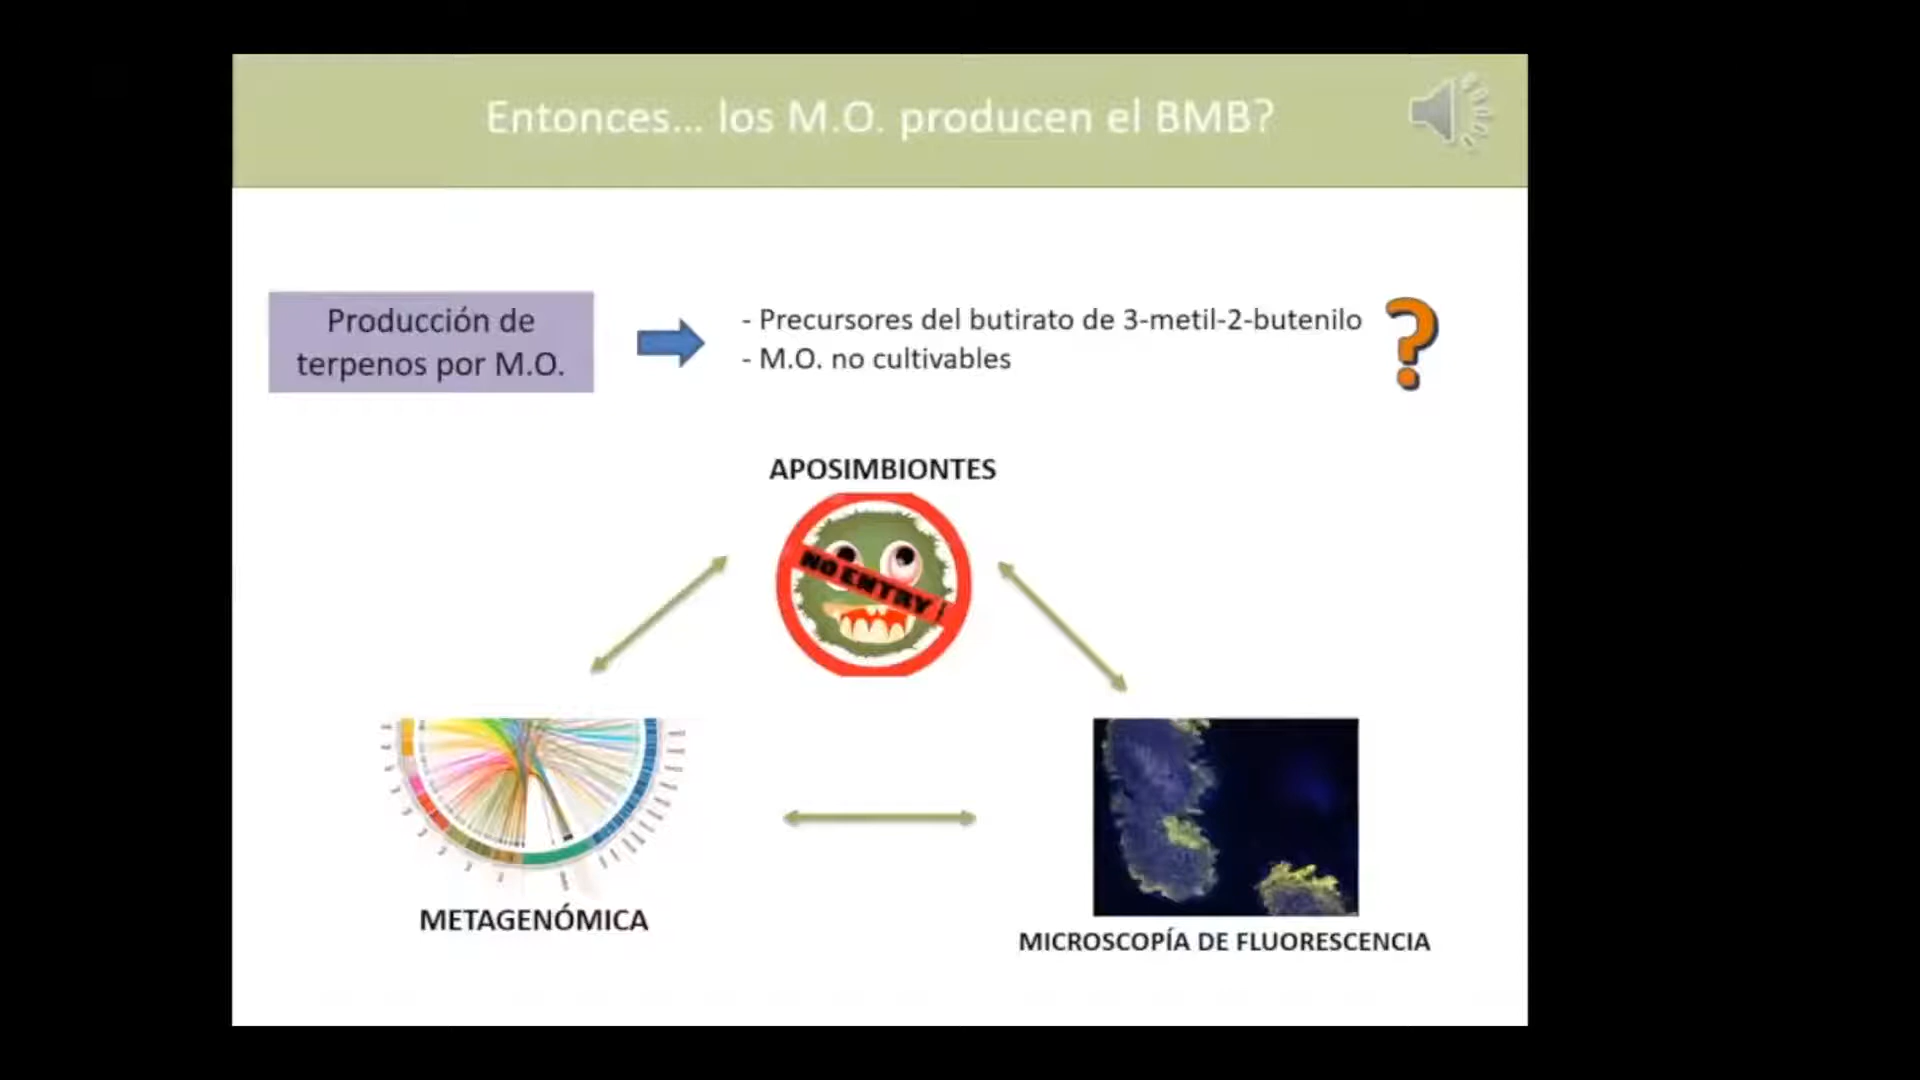 Entonces... los M.O. producen el BMB?
Producción de
terpenos por M.O.
- Precursores del butirato de 3-metil-2-butenilo
- M.O. no cultivables
?
APOSIMBIONTES
NO ENTRY!
METAGENÓMICA
MICROSCOPÍA DE FLUORESCENCIA